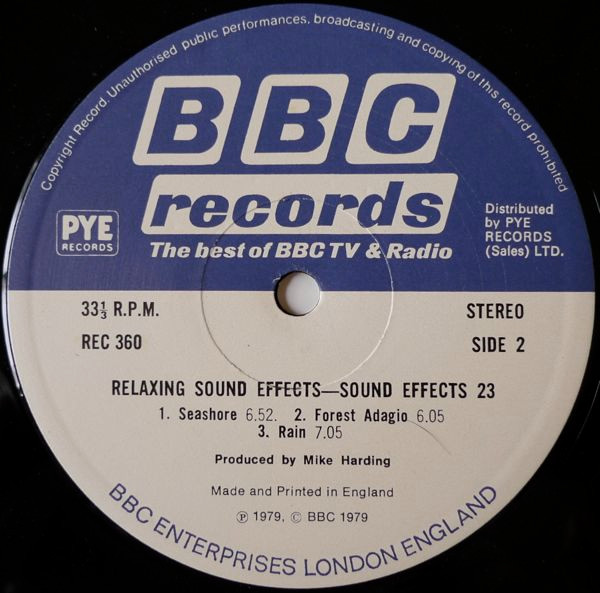 Copyright Record. Unauthorised public performances, broadcasting and copying of this record prohibited
BBC
records
The best of BBC TV & Radio
PYE
RECORDS
Distributed
by PYE
RECORDS
(Sales) LTD.
33⅓ R.P.M.
STEREO
REC 360
SIDE 2
RELAXING SOUND EFFECTS—SOUND EFFECTS 23
1. Seashore 6.52. 2. Forest Adagio 6.05
3. Rain 7.05
Produced by Mike Harding
Made and Printed in England
℗ 1979, © BBC 1979
BBC ENTERPRISES LONDON ENGLAND